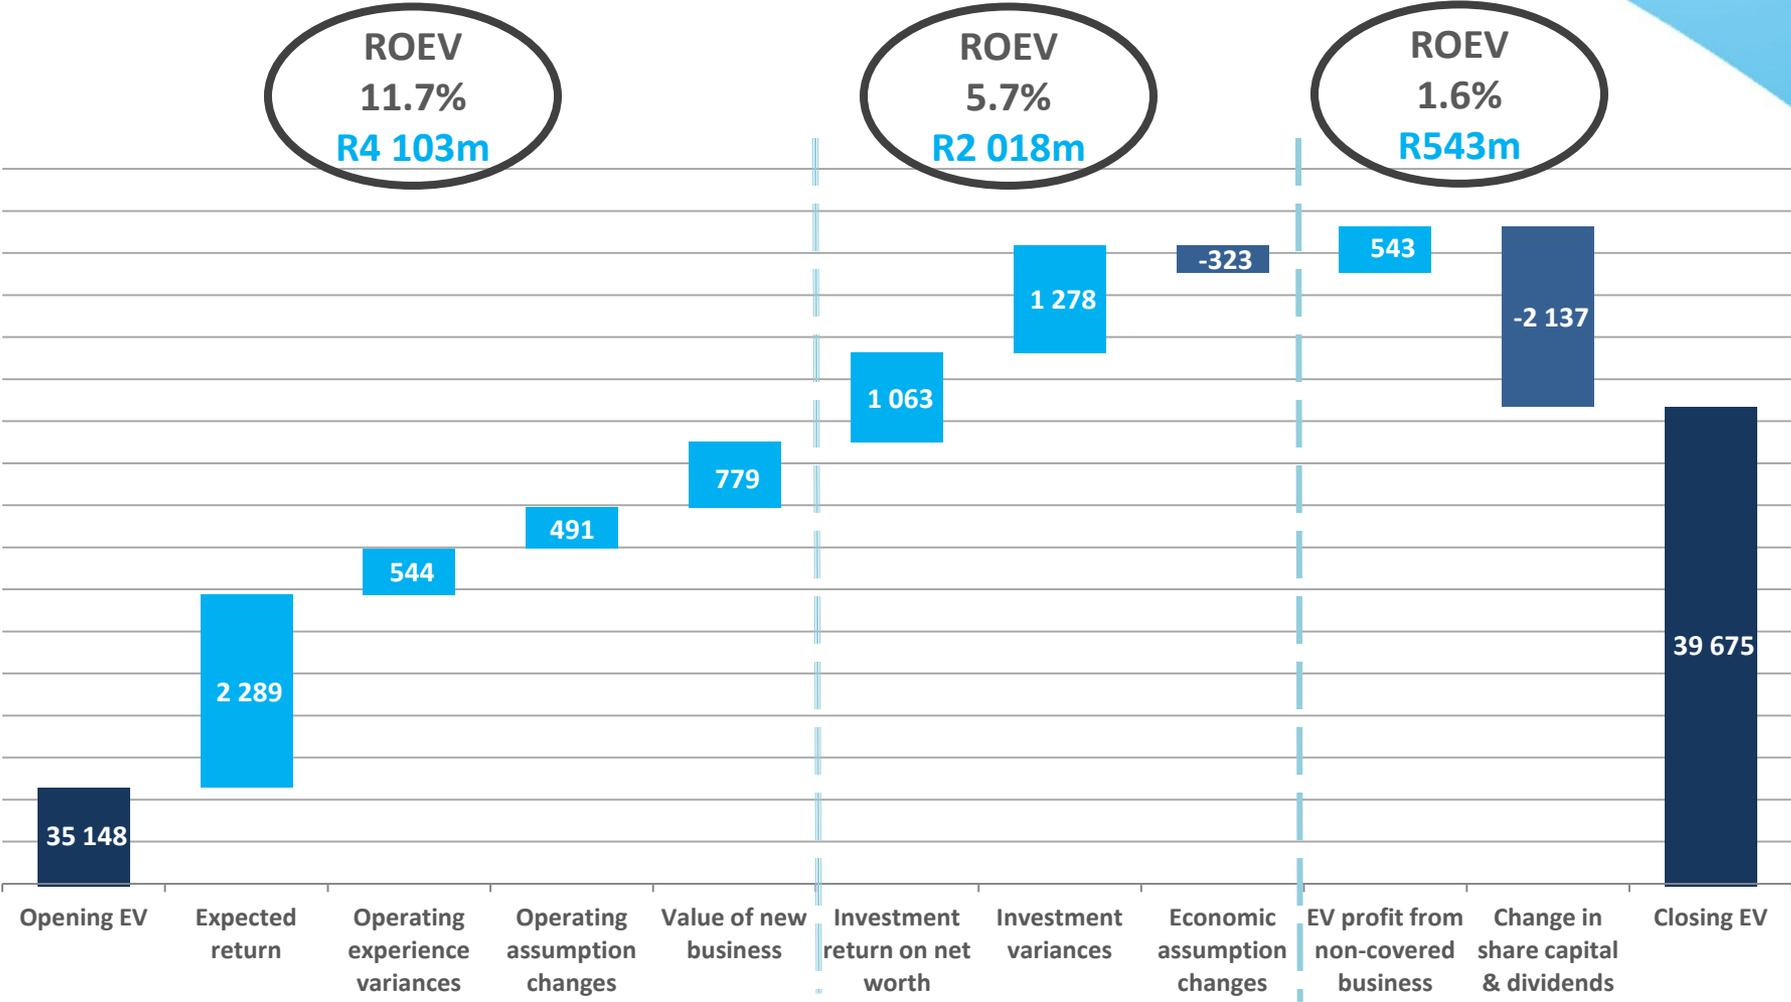 ROEV
11.7%
R4 103m
ROEV
5.7%
R2 018m
ROEV
1.6%
R543m
35 148
2 289
544
491
779
1 063
1 278
-323
543
-2 137
39 675
Opening EV
Expected
return
Operating
experience
variances
Operating
assumption
changes
Value of new
business
Investment
return on net
worth
Investment
variances
Economic
assumption
changes
EV profit from
non-covered
business
Change in
share capital
& dividends
Closing EV